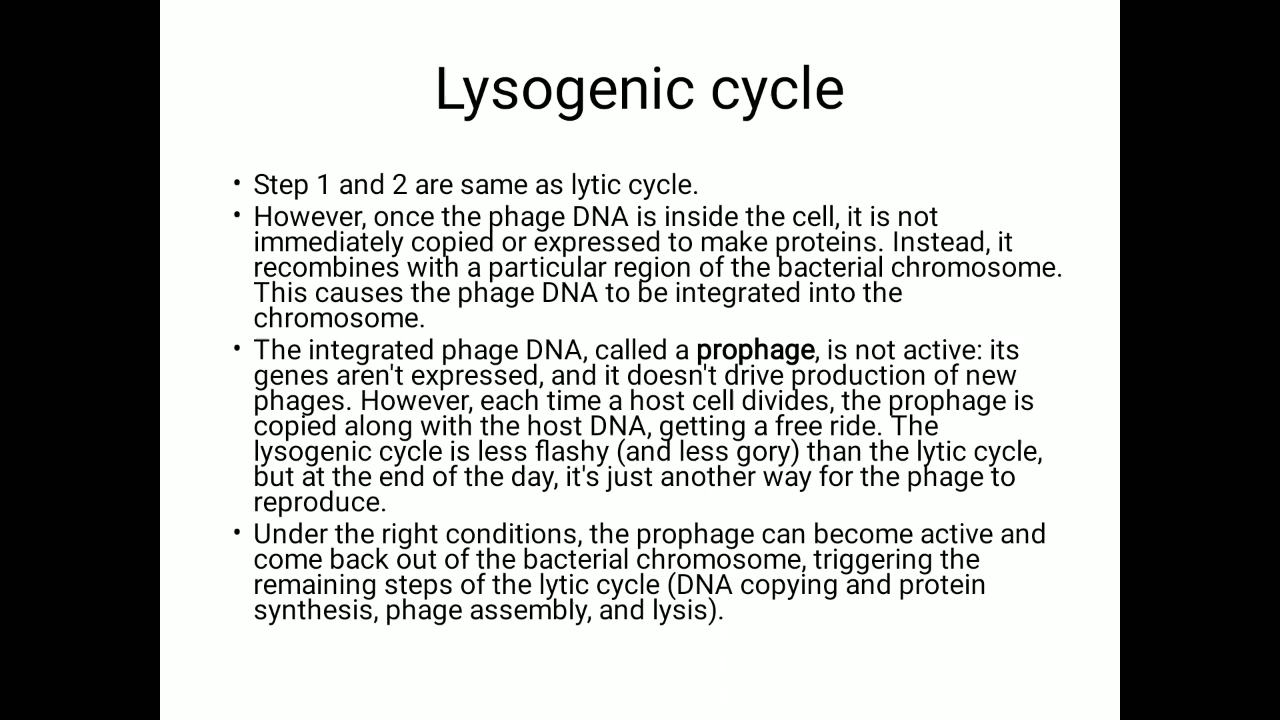 Lysogenic cycle
• Step 1 and 2 are same as lytic cycle.
• However, once the phage DNA is inside the cell, it is not
immediately copied or expressed to make proteins. Instead, it
recombines with a particular region of the bacterial chromosome.
This causes the phage DNA to be integrated into the
chromosome.
• The integrated phage DNA, called a prophage, is not active: its
genes aren't expressed, and it doesn't drive production of new
phages. However, each time a host cell divides, the prophage is
copied along with the host DNA, getting a free ride. The
lysogenic cycle is less flashy (and less gory) than the lytic cycle,
but at the end of the day, it's just another way for the phage to
reproduce.
• Under the right conditions, the prophage can become active and
come back out of the bacterial chromosome, triggering the
remaining steps of the lytic cycle (DNA copying and protein
synthesis, phage assembly, and lysis).